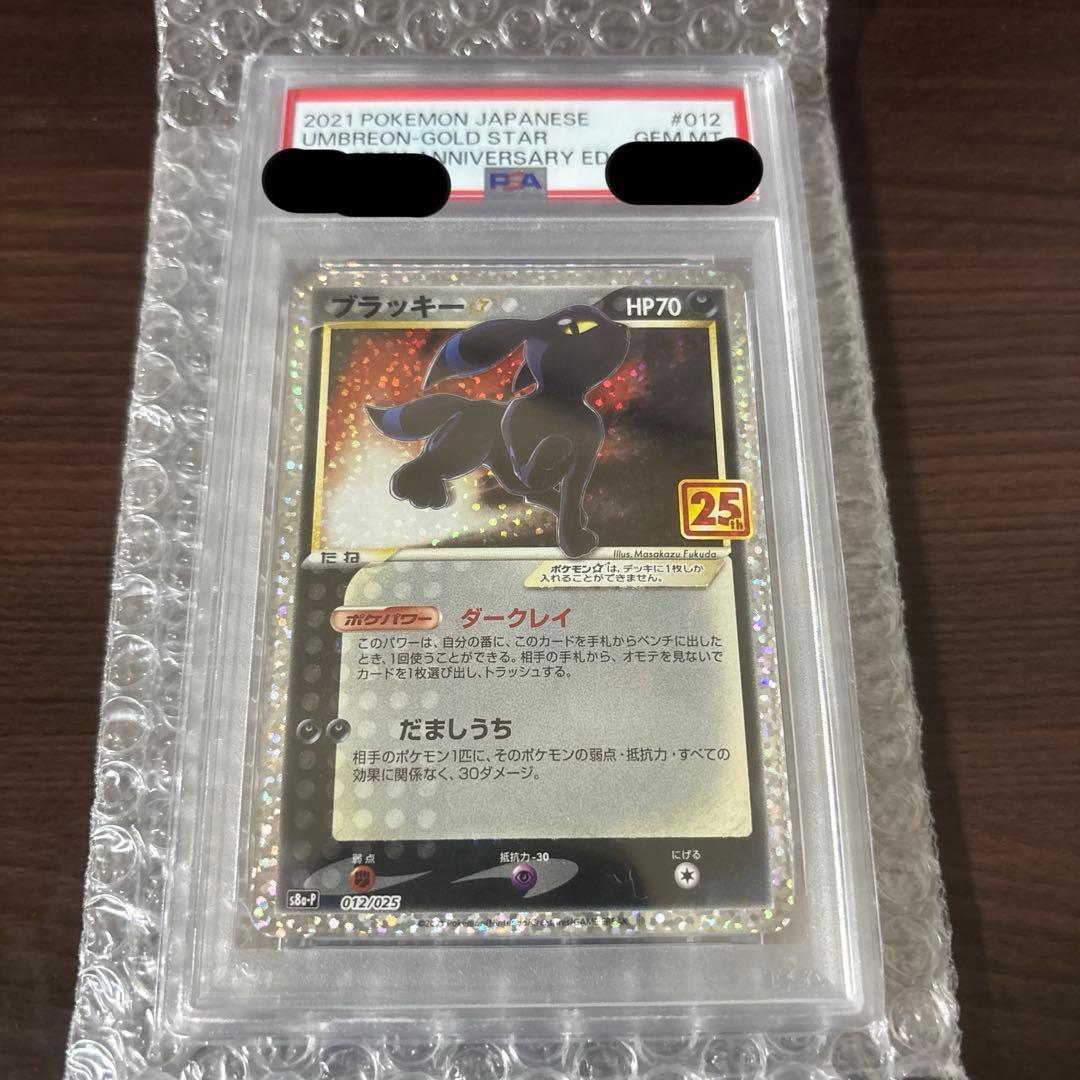 2021 POKEMON JAPANESE #012
UMBREON-GOLD STAR GEM MT
ANNIVERSARY ED
PSA
ブラッキー☆ HP70
25th
たね
Illus. Masakazu Fukuda
ポケモン☆は、デッキに1枚しか
入れることができません。
ポケパワー ダークレイ
このパワーは、自分の番に、このカードを手札からベンチに出した
とき、1回使うことができる。相手の手札から、オモテを見ないで
カードを1枚選び出し、トラッシュする。
だましうち
相手のポケモン1匹に、そのポケモンの弱点・抵抗力・すべての
効果に関係なく、30ダメージ。
弱点 抵抗力-30 にげる
s8a-P 012/025
©2021 Pokémon/Nintendo/Creatures/GAME FREAK